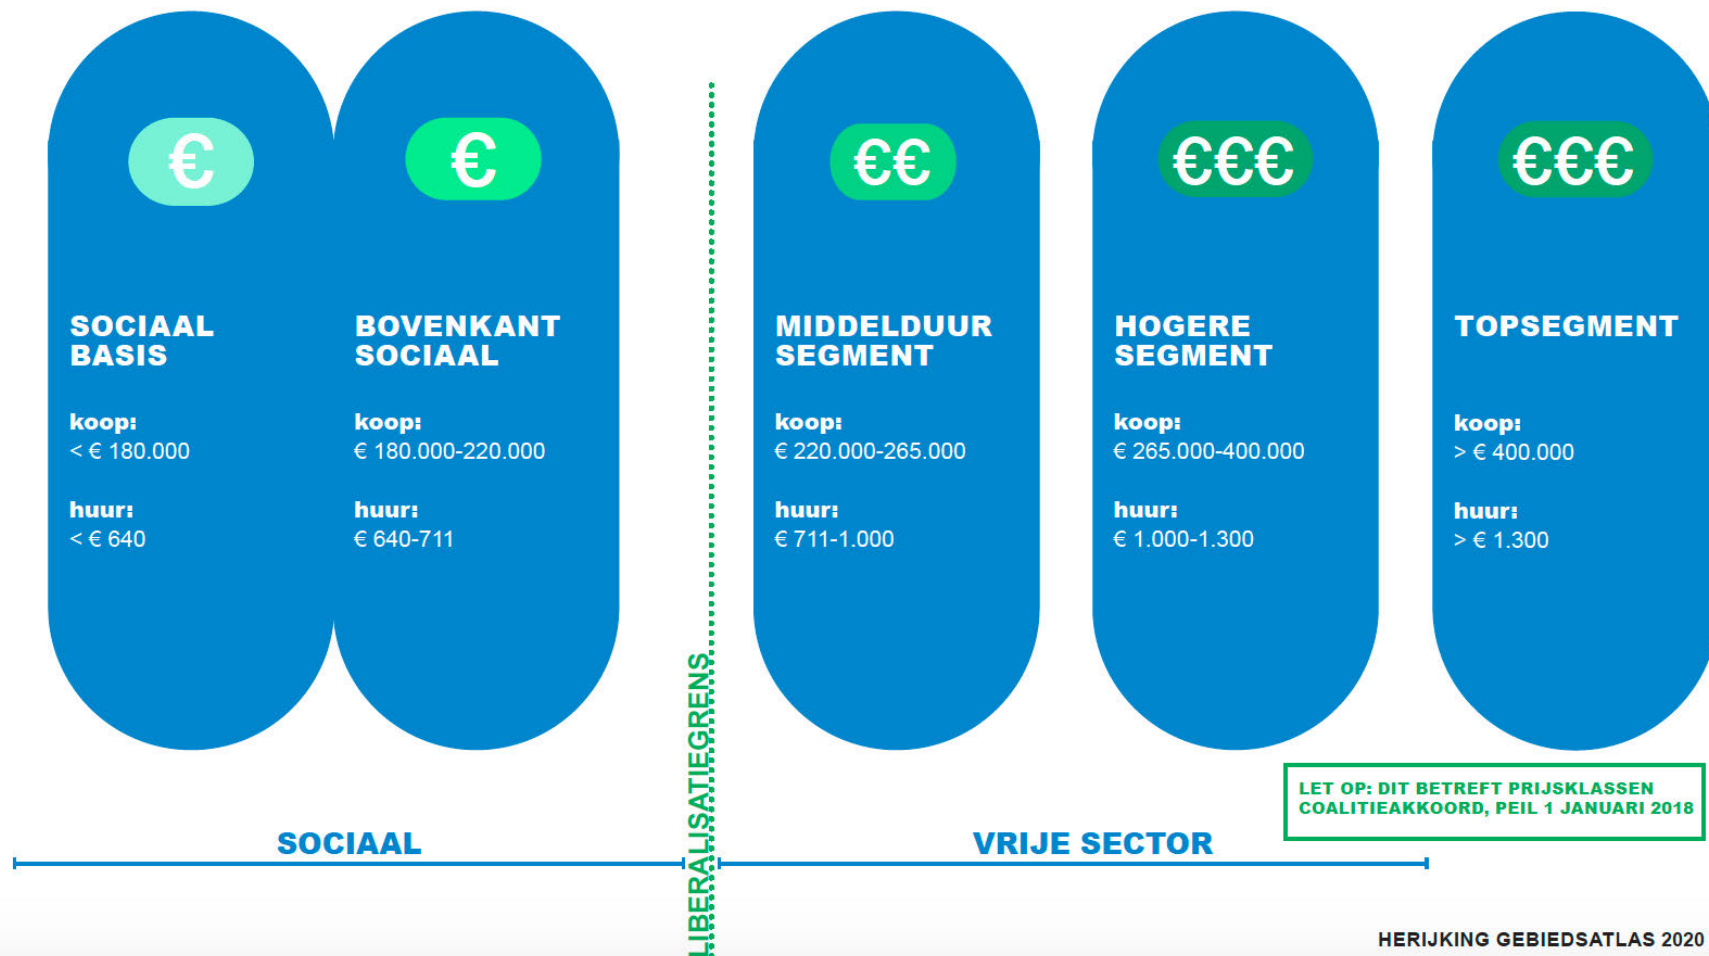 €
SOCIAAL
BASIS
koop:
< € 180.000
huur:
< € 640
€
BOVENKANT
SOCIAAL
koop:
€ 180.000-220.000
huur:
€ 640-711
LIBERALISATIEGRENS
€€
MIDDELDUUR
SEGMENT
koop:
€ 220.000-265.000
huur:
€ 711-1.000
€€€
HOGERE
SEGMENT
koop:
€ 265.000-400.000
huur:
€ 1.000-1.300
€€€
TOPSEGMENT
koop:
> € 400.000
huur:
> € 1.300
LET OP: DIT BETREFT PRIJSKLASSEN
COALITIEAKKOORD, PEIL 1 JANUARI 2018
SOCIAAL
VRIJE SECTOR
HERIJKING GEBIEDSATLAS 2020